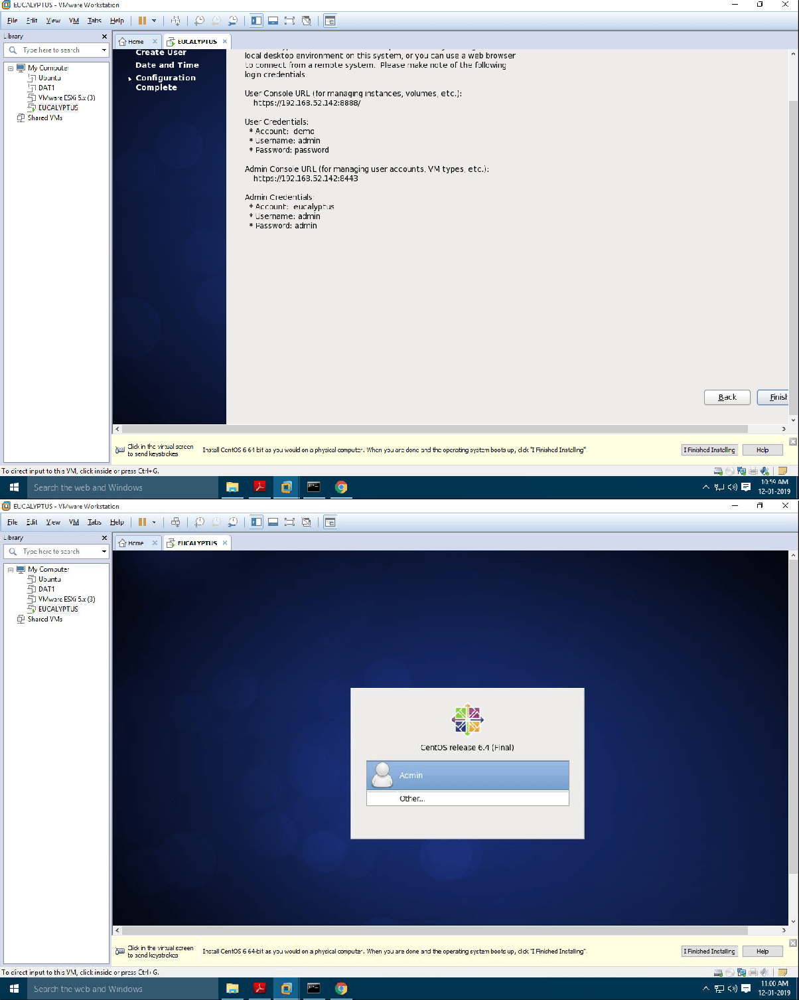 EUCALYPTUS - VMware Workstation
File Edit View VM Tabs Help
Library
Type here to search
My Computer
Ubuntu
DAT1
VMware ESXi 5.x (3)
EUCALYPTUS
Shared VMs
Home
EUCALYPTUS
Create User
Date and Time
Configuration
Complete
local desktop environment on this system, or you can use a web browser
to connect from a remote system. Please make note of the following
login credentials:
User Console URL (for managing instances, volumes, etc.):
https://192.168.52.142:8888/
User Credentials:
* Account: demo
* Username: admin
* Password: password
Admin Console URL (for managing user accounts, VM types, etc.):
https://192.168.52.142:8443
Admin Credentials:
* Account: eucalyptus
* Username: admin
* Password: admin
Back
Finish
Click in the virtual screen
to send keystrokes
Install CentOS 6 64-bit as you would on a physical computer. When you are done and the operating system boots up, click "I Finished Installing".
I Finished Installing
Help
To direct input to this VM, click inside or press Ctrl+G.
Search the web and Windows
10:59 AM
12-01-2019
EUCALYPTUS - VMware Workstation
File Edit View VM Tabs Help
Library
Type here to search
My Computer
Ubuntu
DAT1
VMware ESXi 5.x (3)
EUCALYPTUS
Shared VMs
Home
EUCALYPTUS
CentOS release 6.4 (Final)
Admin
Other...
Click in the virtual screen
to send keystrokes
Install CentOS 6 64-bit as you would on a physical computer. When you are done and the operating system boots up, click "I Finished Installing".
I Finished Installing
Help
To direct input to this VM, click inside or press Ctrl+G.
Search the web and Windows
11:00 AM
12-01-2019